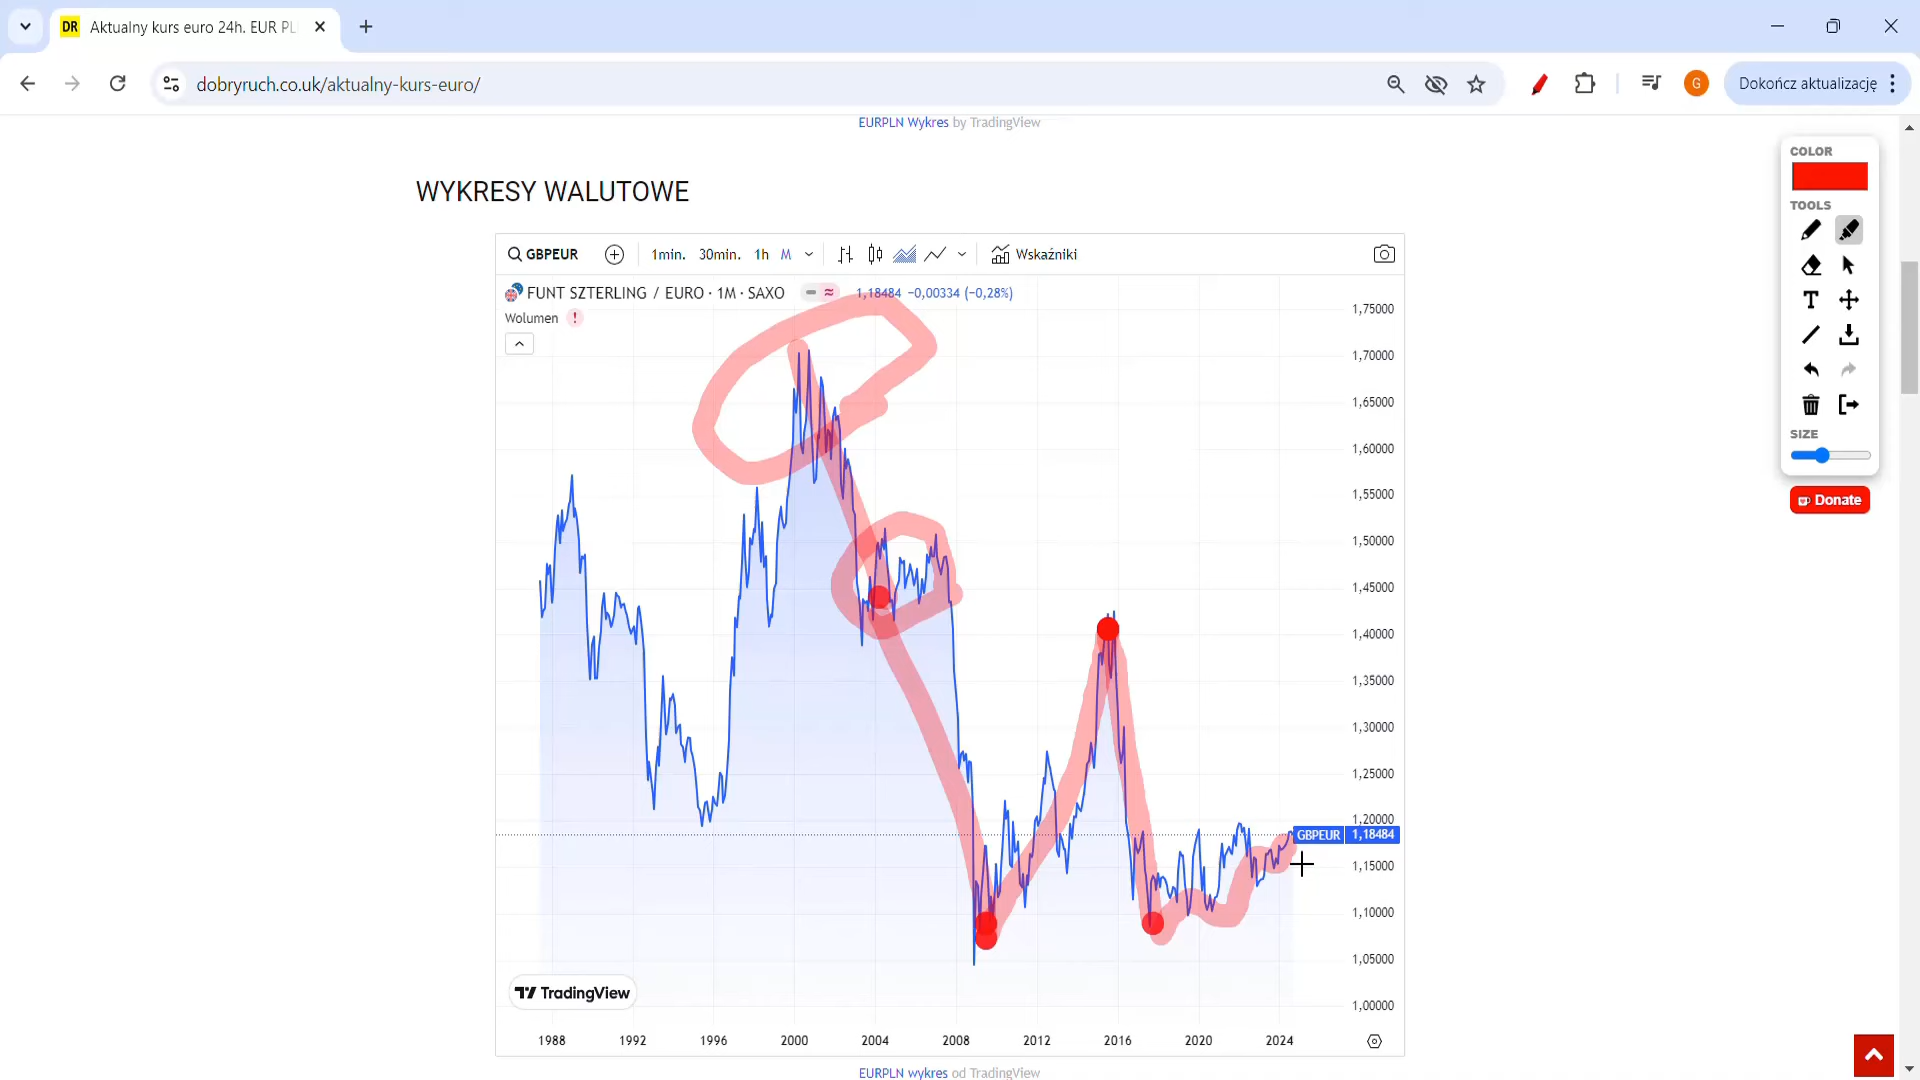 DR Aktualny kurs euro 24h. EUR PL
dobryruch.co.uk/aktualny-kurs-euro/
G
Dokończ aktualizację
EURPLN Wykres by TradingView
WYKRESY WALUTOWE
GBPEUR 1min. 30min. 1h M Wskaźniki
FUNT SZTERLING / EURO · 1M · SAXO 1,18484 −0,00334 (−0,28%)
Wolumen !
1,75000
1,70000
1,65000
1,60000
1,55000
1,50000
1,45000
1,40000
1,35000
1,30000
1,25000
1,20000
GBPEUR 1,18484
1,15000
1,10000
1,05000
1,00000
TradingView
1988 1992 1996 2000 2004 2008 2012 2016 2020 2024
EURPLN wykres od TradingView
COLOR
TOOLS
T
SIZE
Donate